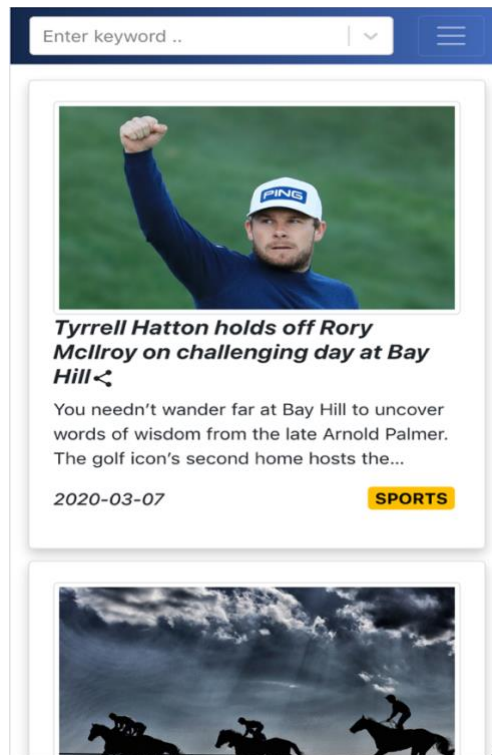 Enter keyword ..
PING
Tyrrell Hatton holds off Rory
McIlroy on challenging day at Bay
Hill
You needn't wander far at Bay Hill to uncover
words of wisdom from the late Arnold Palmer.
The golf icon's second home hosts the...
2020-03-07 SPORTS